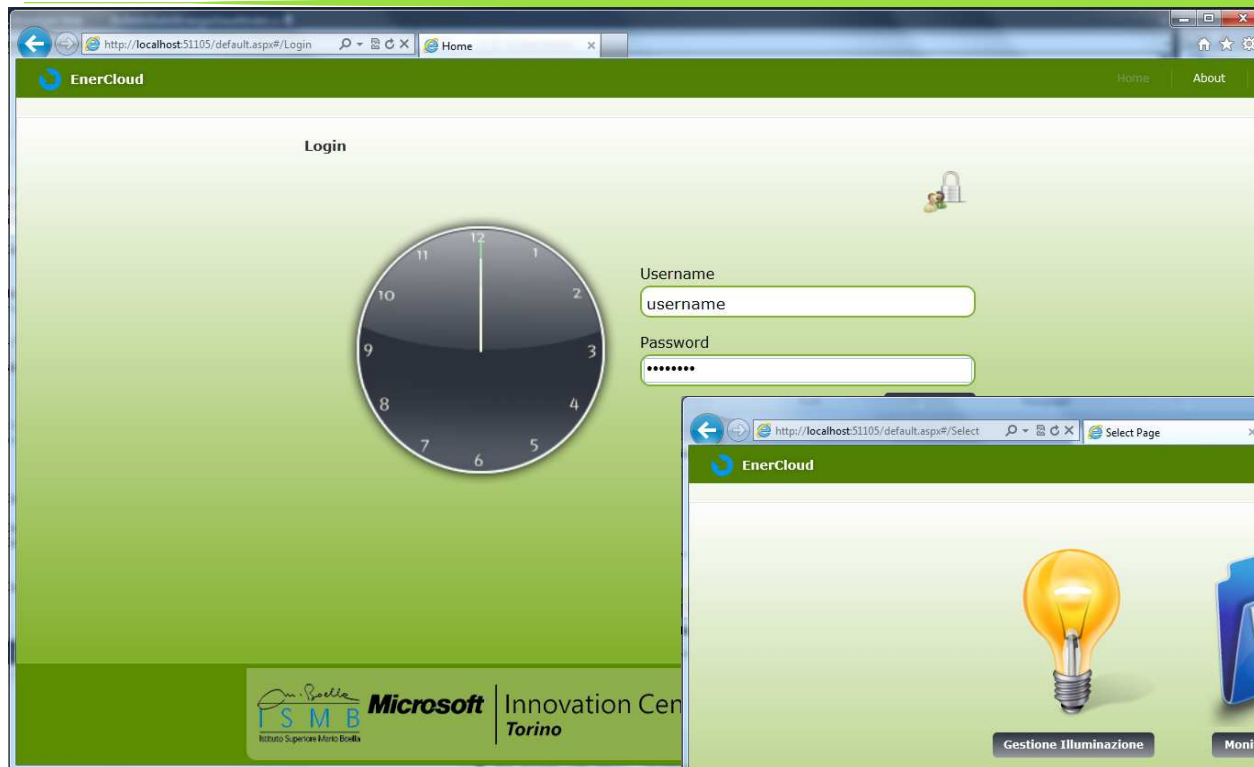 http://localhost:51105/default.aspx#/Login
Home
EnerCloud
Home
About
Login
12
1
2
3
4
5
6
7
8
9
10
11
Username
username
Password
••••••••
http://localhost:51105/default.aspx#/Select
Select Page
EnerCloud
Gestione Illuminazione
Moni
M. Boella
ISMB
Istituto Superiore Mario Boella
Microsoft
Innovation Cen
Torino